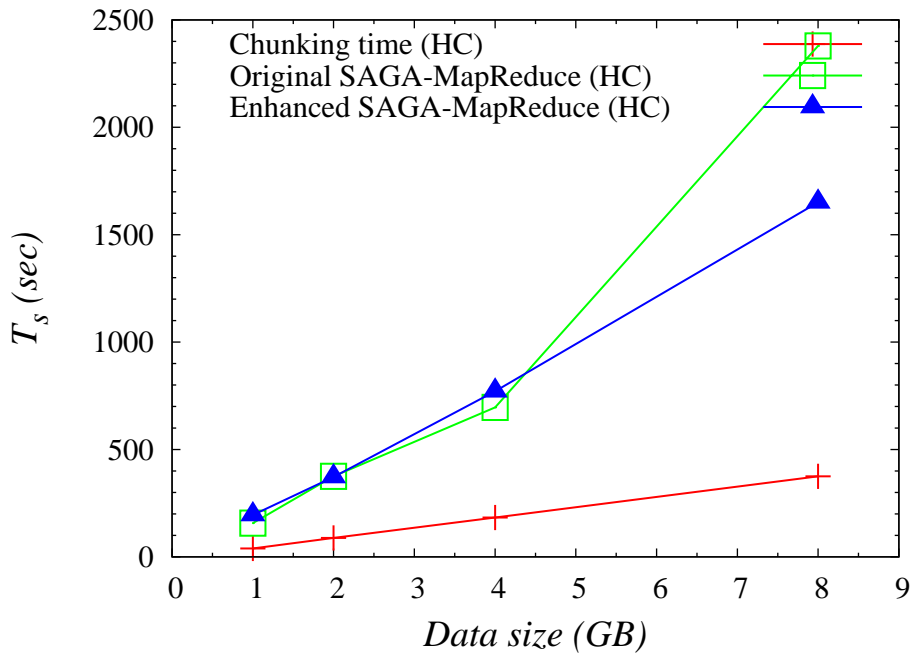 2500
2000
1500
1000
500
0
T_s (sec)
Chunking time (HC)
Original SAGA-MapReduce (HC)
Enhanced SAGA-MapReduce (HC)
0 1 2 3 4 5 6 7 8 9
Data size (GB)